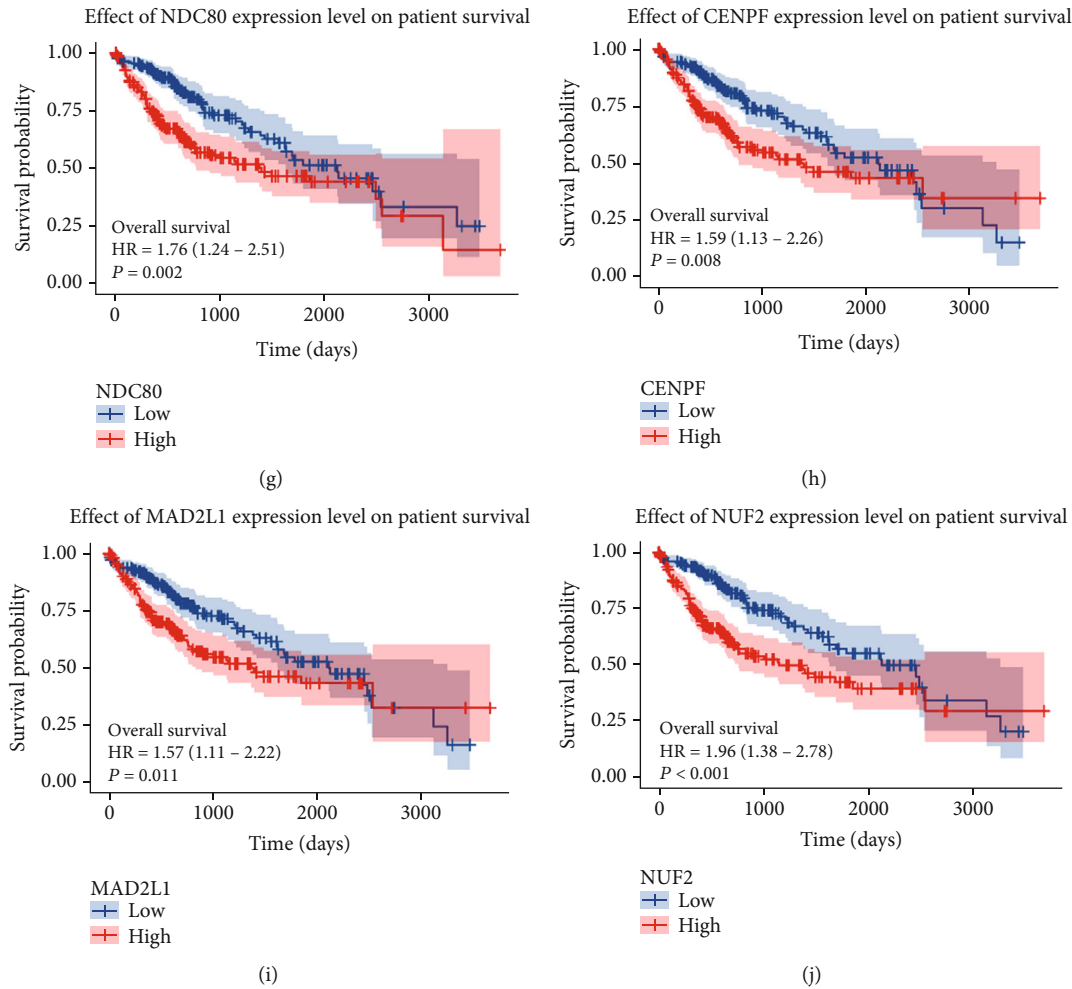 Effect of NDC80 expression level on patient survival
1.00
0.75
0.50
0.25
0.00
Survival probability
Overall survival
HR = 1.76 (1.24 – 2.51)
P = 0.002
0 1000 2000 3000
Time (days)
NDC80
Low
High
(g)
Effect of CENPF expression level on patient survival
1.00
0.75
0.50
0.25
0.00
Survival probability
Overall survival
HR = 1.59 (1.13 – 2.26)
P = 0.008
0 1000 2000 3000
Time (days)
CENPF
Low
High
(h)
Effect of MAD2L1 expression level on patient survival
1.00
0.75
0.50
0.25
0.00
Survival probability
Overall survival
HR = 1.57 (1.11 – 2.22)
P = 0.011
0 1000 2000 3000
Time (days)
MAD2L1
Low
High
(i)
Effect of NUF2 expression level on patient survival
1.00
0.75
0.50
0.25
0.00
Survival probability
Overall survival
HR = 1.96 (1.38 – 2.78)
P < 0.001
0 1000 2000 3000
Time (days)
NUF2
Low
High
(j)